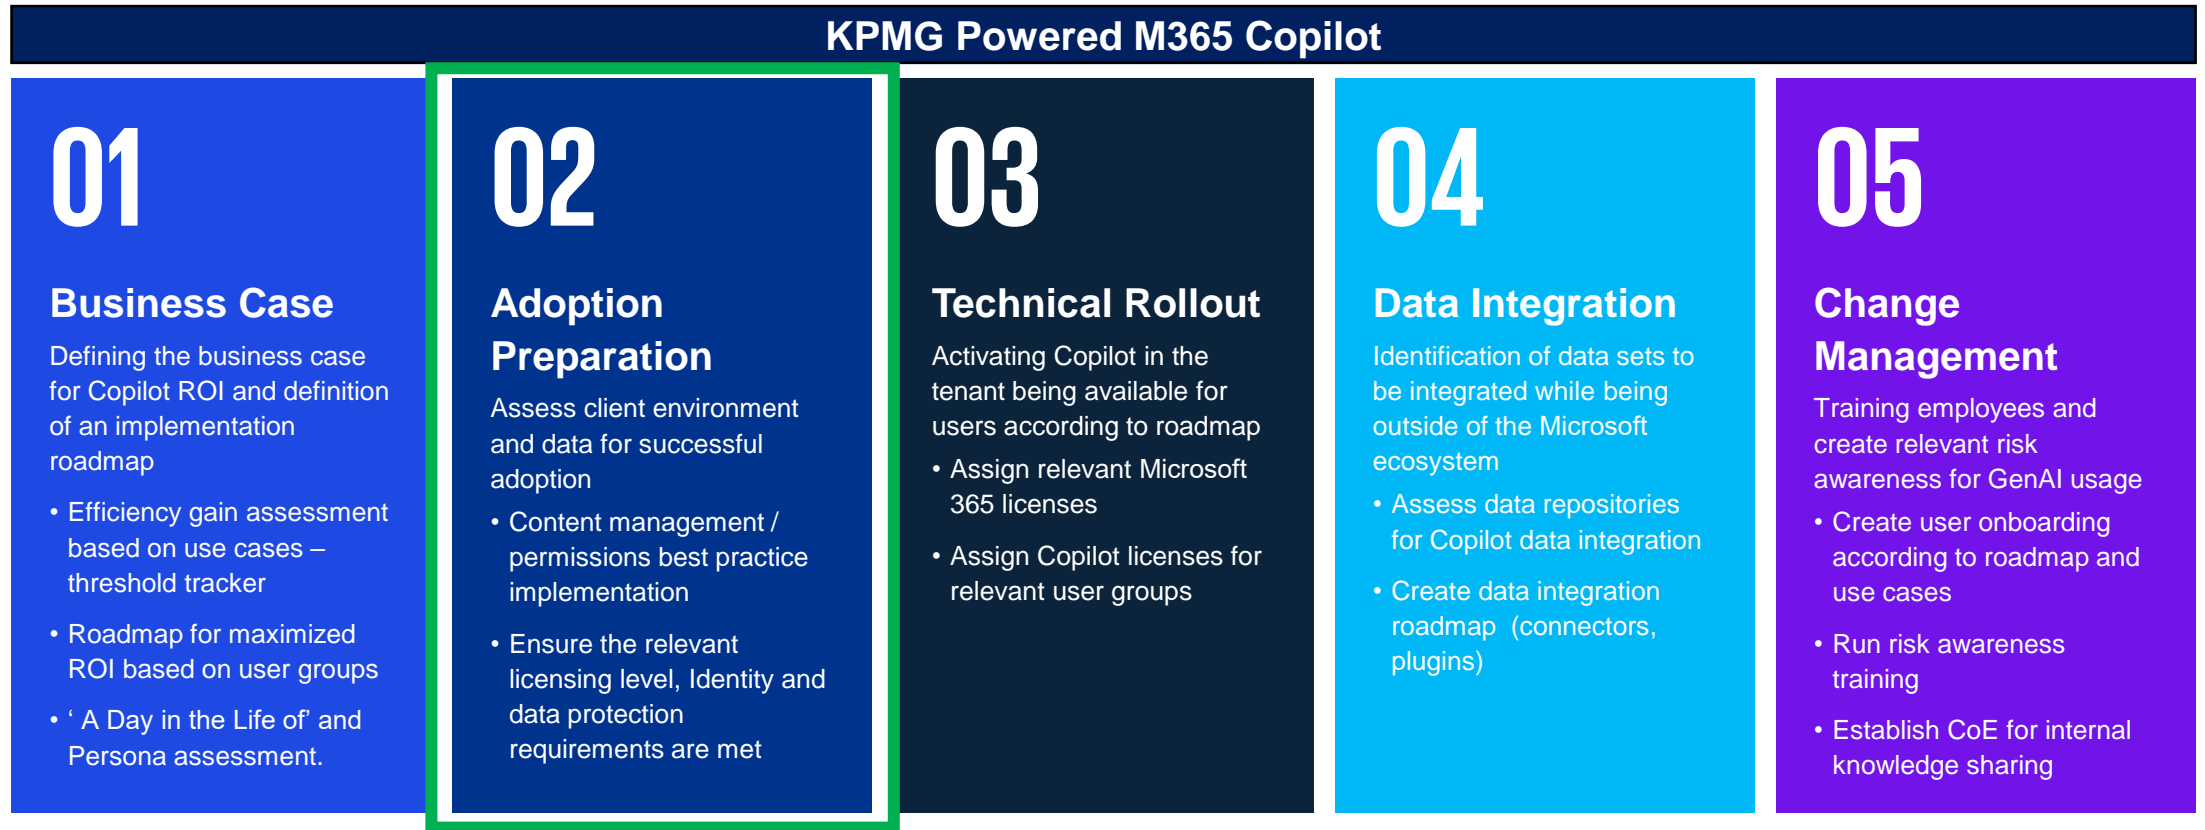 KPMG Powered M365 Copilot
01
Business Case
Defining the business case
for Copilot ROI and definition
of an implementation
roadmap
• Efficiency gain assessment
based on use cases –
threshold tracker
• Roadmap for maximized
ROI based on user groups
• ‘ A Day in the Life of’ and
Persona assessment.
02
Adoption
Preparation
Assess client environment
and data for successful
adoption
• Content management /
permissions best practice
implementation
• Ensure the relevant
licensing level, Identity and
data protection
requirements are met
03
Technical Rollout
Activating Copilot in the
tenant being available for
users according to roadmap
• Assign relevant Microsoft
365 licenses
• Assign Copilot licenses for
relevant user groups
04
Data Integration
Identification of data sets to
be integrated while being
outside of the Microsoft
ecosystem
• Assess data repositories
for Copilot data integration
• Create data integration
roadmap  (connectors,
plugins)
05
Change
Management
Training employees and
create relevant risk
awareness for GenAI usage
• Create user onboarding
according to roadmap and
use cases
• Run risk awareness
training
• Establish CoE for internal
knowledge sharing